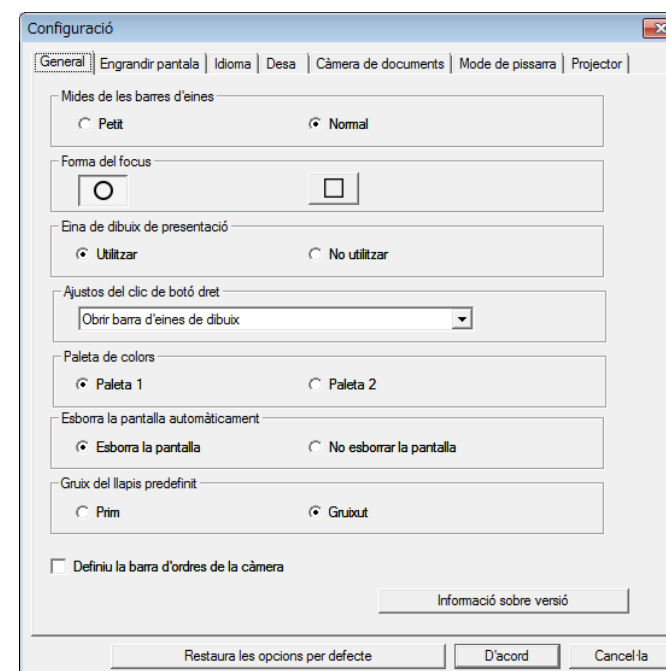 Configuració
General Engrandir pantala Idioma Desa Càmera de documents Mode de pissarra Projector
Mides de les barres d'eines
Petit Normal
Forma del focus
Eina de dibuix de presentació
Utilitzar No utilitzar
Ajustos del clic de botó dret
Obrir barra d'eines de dibuix
Paleta de colors
Paleta 1 Paleta 2
Esborra la pantalla automàticament
Esborra la pantalla No esborrar la pantalla
Gruix del llapis predefinit
Prim Gruixut
Definiu la barra d'ordres de la càmera
Informació sobre versió
Restaura les opcions per defecte D'acord Cancel·la